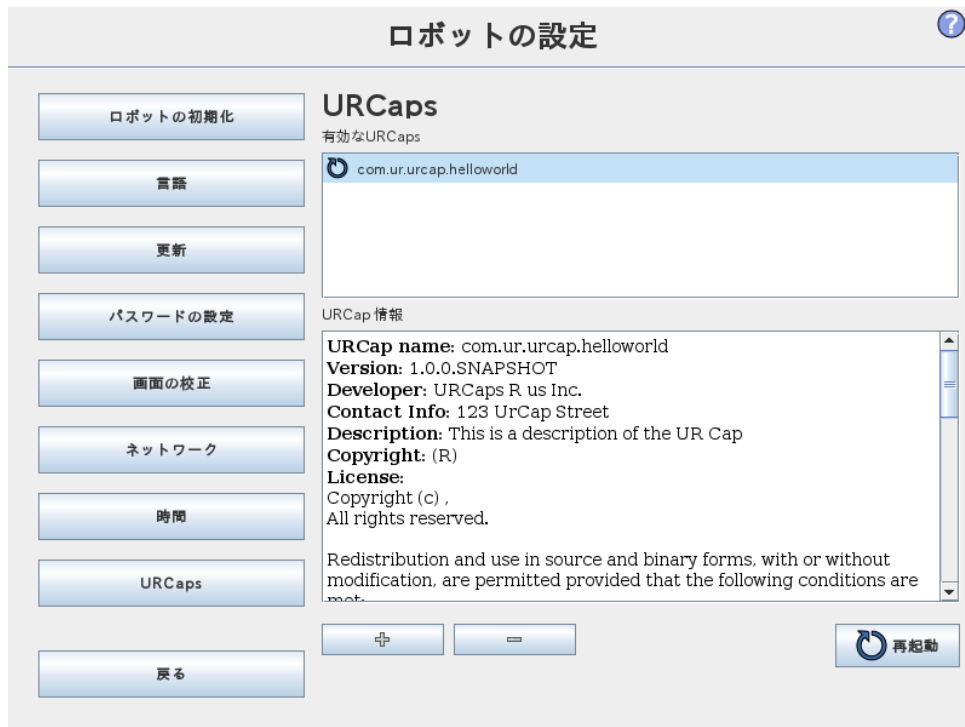 ロボットの設定
?
ロボットの初期化
言語
更新
パスワードの設定
画面の校正
ネットワーク
時間
URCaps
戻る
URCaps
有効なURCaps
com.ur.urcap.helloworld
URCap 情報
URCap name: com.ur.urcap.helloworld
Version: 1.0.0.SNAPSHOT
Developer: URCaps R us Inc.
Contact Info: 123 UrCap Street
Description: This is a description of the UR Cap
Copyright: (R)
License:
Copyright (c) ,
All rights reserved.
Redistribution and use in source and binary forms, with or without
modification, are permitted provided that the following conditions are
met:
再起動